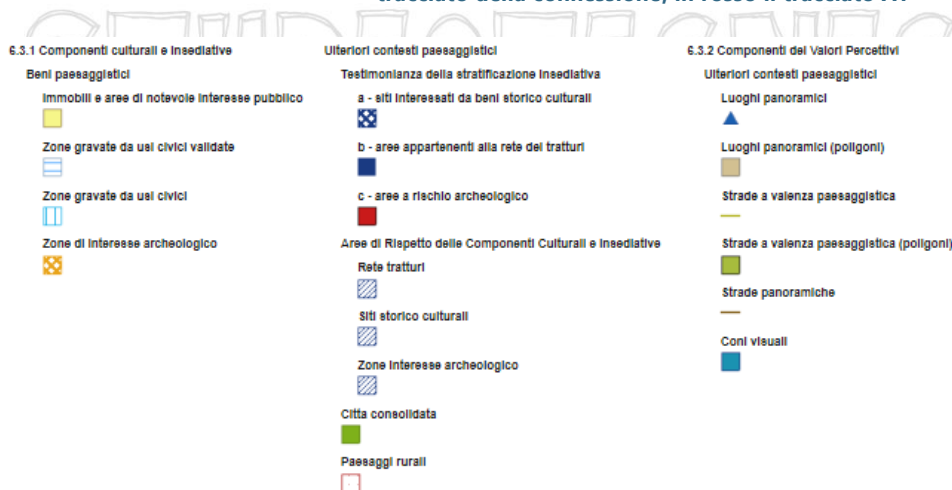 6.3.1 Componenti culturali e Insediative
Beni paesaggistici
Immobili e aree di notevole interesse pubblico
Zone gravate da usi civici validate
Zone gravate da usi civici
Zone di Interesse archeologico
Ulteriori contesti paesaggistici
Testimonianza della stratificazione Insediativa
a - siti Interessati da beni storico culturali
b - aree appartenenti alla rete dei tratturi
c - aree a rischio archeologico
Aree di Rispetto delle Componenti Culturali e Insediative
Rete tratturi
Siti storico culturali
Zone Interesse archeologico
Citta consolidata
Paesaggi rurali
6.3.2 Componenti dei Valori Percettivi
Ulteriori contesti paesaggistici
Luoghi panoramici
Luoghi panoramici (poligoni)
Strade a valenza paesaggistica
Strade a valenza paesaggistica (poligoni)
Strade panoramiche
Coni visuali